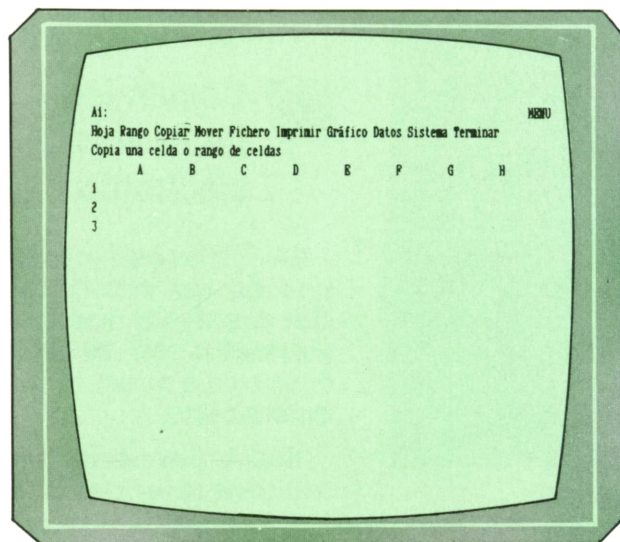 A1: MENU
Hoja Rango Copiar Mover Fichero Imprimir Gráfico Datos Sistema Terminar
Copia una celda o rango de celdas
A B C D E F G H
1
2
3